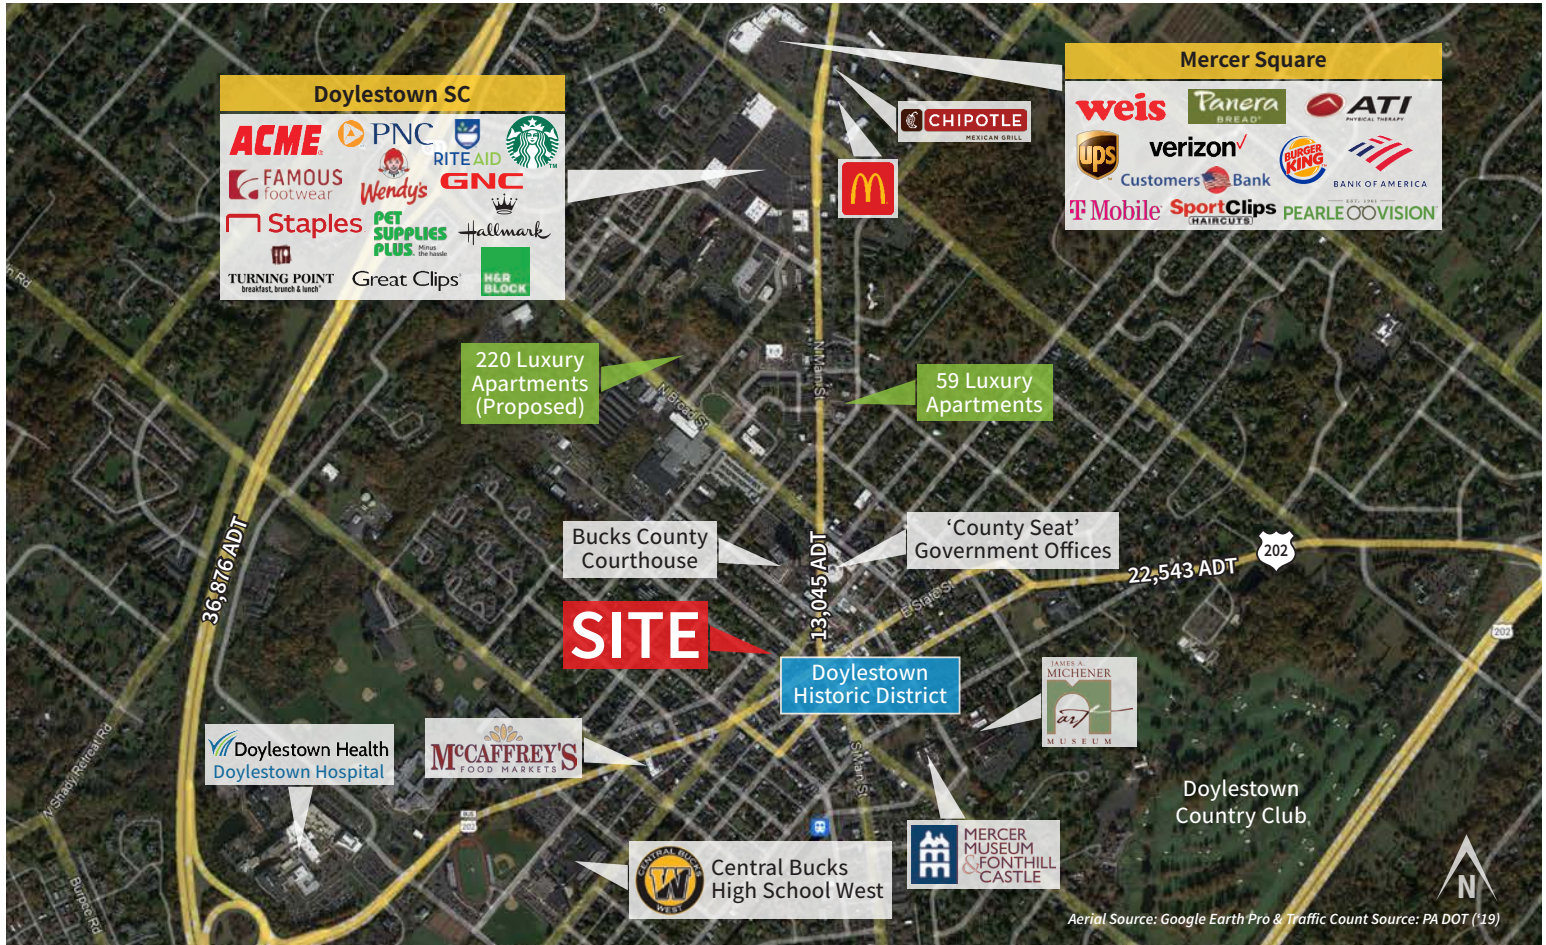 Doylestown SC
ACME
PNC
RITE AID
FAMOUS
footwear
Wendy's
GNC
Staples
PET
SUPPLIES
PLUS.
Minus
the hassle
Hallmark
TURNING POINT
breakfast, brunch & lunch
Great Clips
H&R
BLOCK
CHIPOTLE
MEXICAN GRILL
Mercer Square
weis
Panera
BREAD
ATI
PHYSICAL THERAPY
ups
verizon
BURGER
KING
Customers Bank
BANK OF AMERICA
T Mobile
SportClips
HAIRCUTS
EST. 1961
PEARLE VISION
220 Luxury
Apartments
(Proposed)
59 Luxury
Apartments
N Main St
N Broad St
36,876 ADT
Bucks County
Courthouse
13,045 ADT
‘County Seat’
Government Offices
22,543 ADT
202
E State St
202
SITE
Doylestown
Historic District
JAMES A.
MICHENER
art
MUSEUM
N Shady Retreat Rd
Doylestown Health
Doylestown Hospital
McCAFFREY'S
FOOD MARKETS
S Main St
Doylestown
Country Club
BUS
202
MERCER
MUSEUM
& FONTHILL
CASTLE
CENTRAL BUCKS
W
WEST
Central Bucks
High School West
Burpee Rd
N
Aerial Source: Google Earth Pro & Traffic Count Source: PA DOT (‘19)